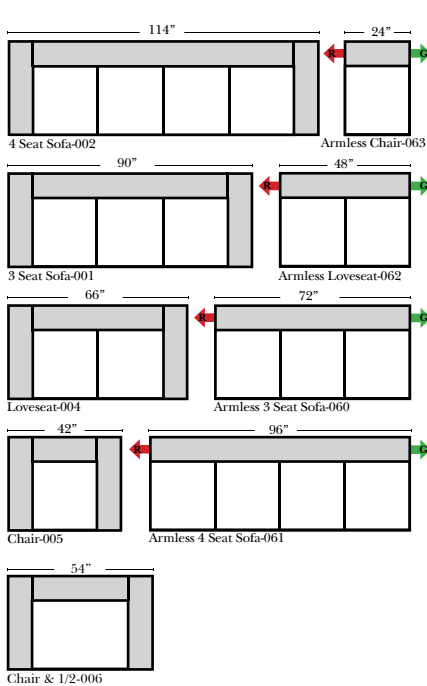 114” 24”
R G
4 Seat Sofa-002 Armless Chair-063
90” 48”
R G
3 Seat Sofa-001 Armless Loveseat-062
66” 72”
R G
Loveseat-004 Armless 3 Seat Sofa-060
42” 96”
R G
Chair-005 Armless 4 Seat Sofa-061
54”
Chair & 1/2-006